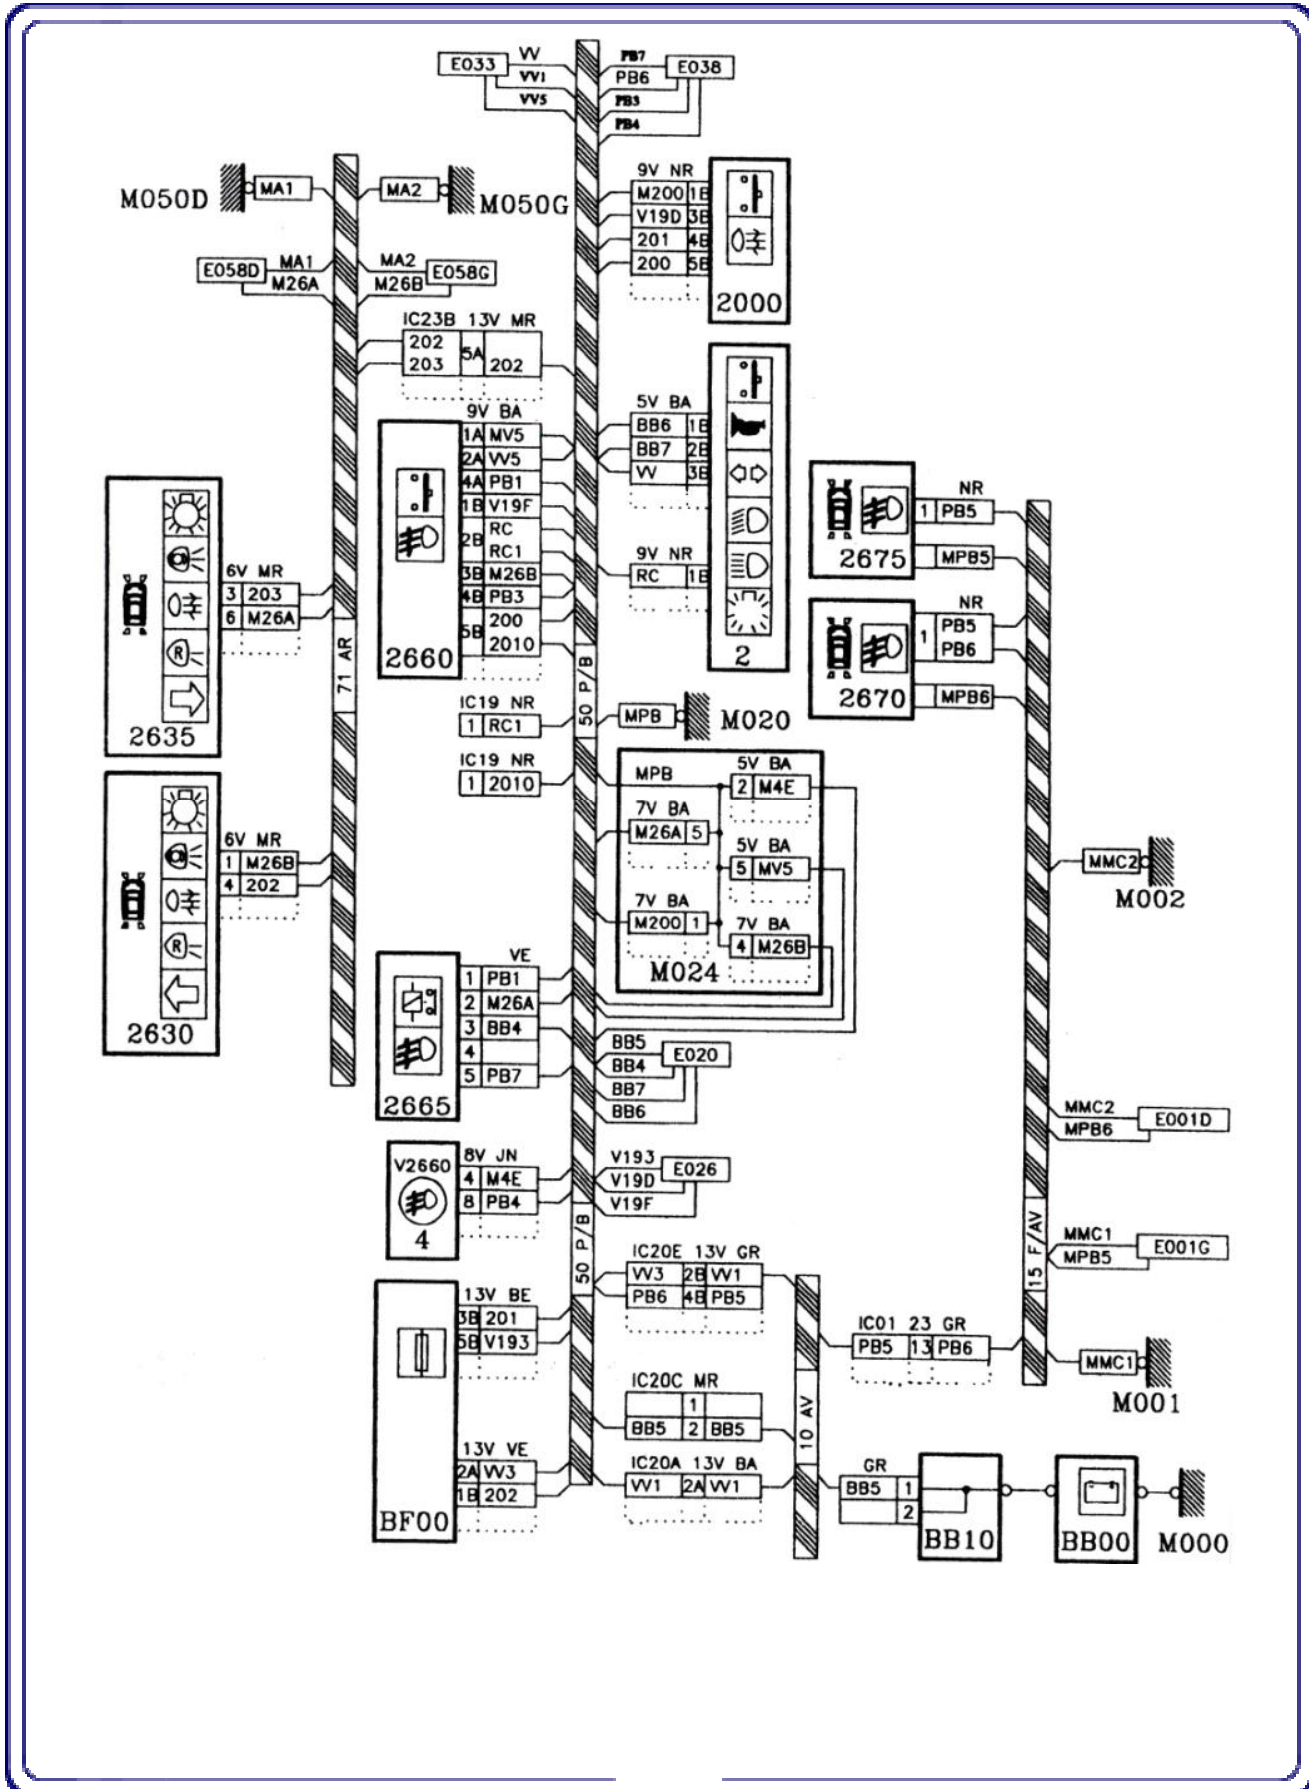 E033
VV
VV1
VV5
PB7
PB6
PB3
PB4
E038
M050D
MA1
MA2
M050G
E058D
MA1
M26A
MA2
M26B
E058G
9V NR
M200 1B
V19D 3B
201 4B
200 5B
2000
IC23B 13V MR
202
203
5A
202
9V BA
1A MV5
2A VV5
4A PB1
1B V19F
2B
RC
RC1
3B M26B
4B PB3
5B
200
2010
2660
5V BA
BB6 1B
BB7 2B
VV 3B
9V NR
RC 1B
2
NR
1 PB5
MPB5
2675
NR
1
PB5
PB6
MPB6
2670
6V MR
3 203
6 M26A
R
2635
71 AR
50 P/B
IC19 NR
1 RC1
MPB
M020
IC19 NR
1 2010
6V MR
1 M26B
4 202
R
2630
MPB
5V BA
2 M4E
7V BA
M26A 5
5V BA
5 MV5
7V BA
M200 1
7V BA
4 M26B
M024
MMC2
M002
VE
1 PB1
2 M26A
3 BB4
4
5 PB7
2665
BB5
BB4
BB7
BB6
E020
MMC2
MPB6
E001D
V2660
8V JN
4 M4E
8 PB4
4
V193
V19D
V19F
E026
50 P/B
15 F/AV
MMC1
MPB5
E001G
13V BE
3B 201
5B V193
IC20E 13V GR
VV3 2B VV1
PB6 4B PB5
IC01 23 GR
PB5 13 PB6
MMC1
M001
IC20C MR
1
BB5 2 BB5
10 AV
13V VE
2A VV3
1B 202
BF00
IC20A 13V BA
VV1 2A VV1
GR
BB5 1
2
BB10
BB00
M000